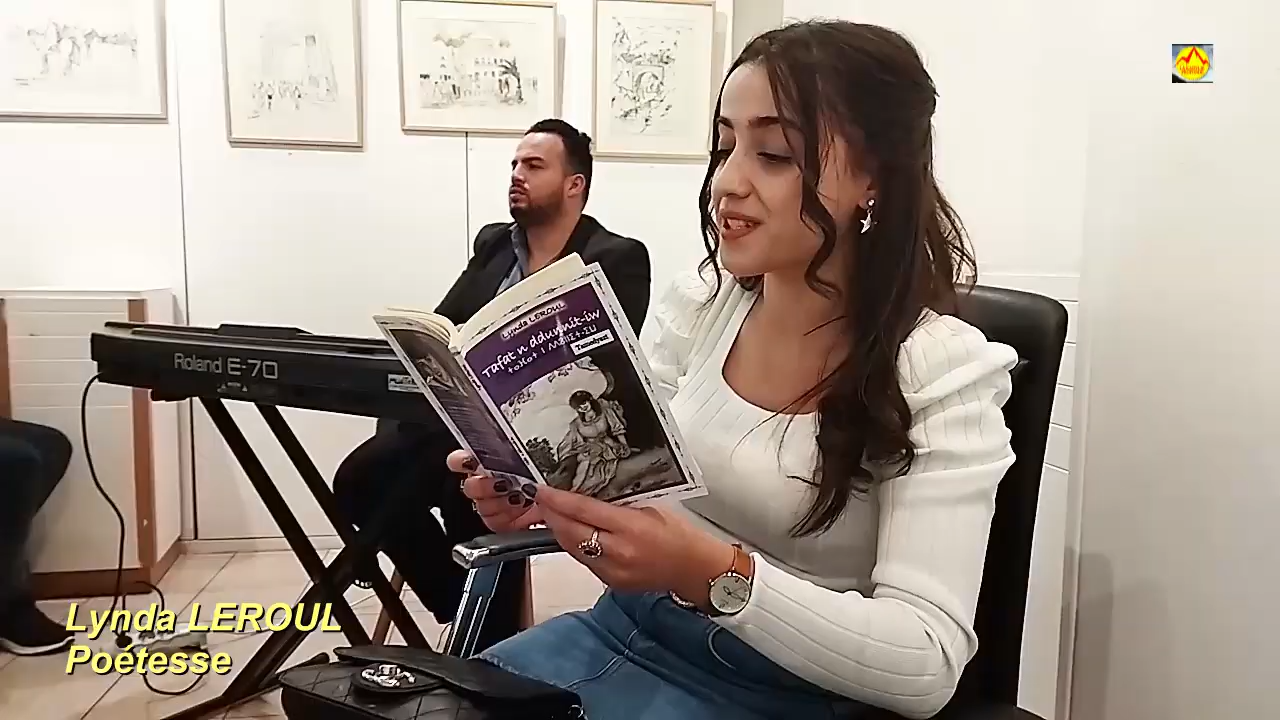 Roland E-70
Lynda LEROUL
Tafat n ddunnit-iw
Tamedyazt
Lynda LEROUL
Poétesse